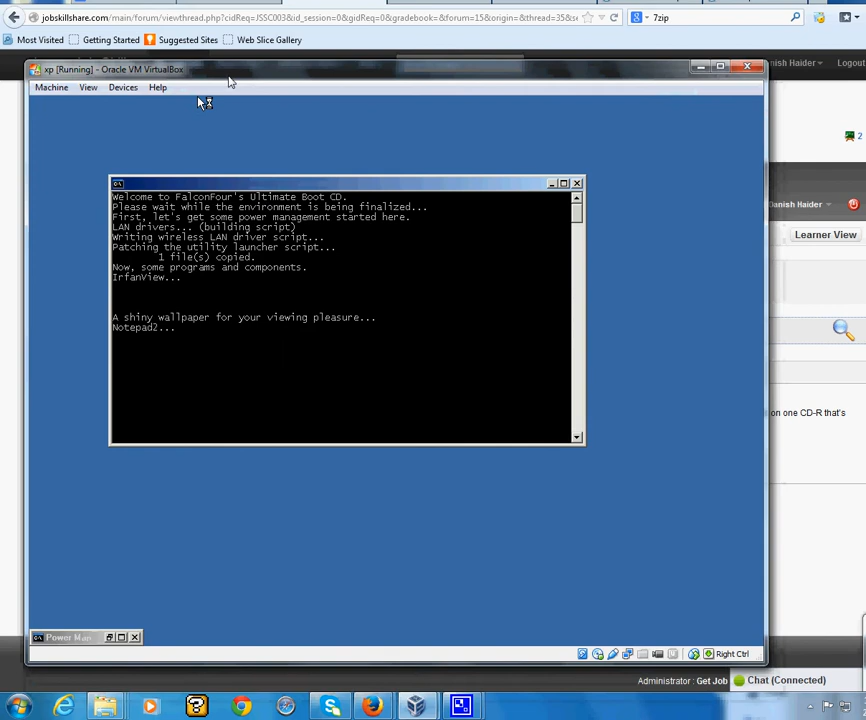 jobskillshare.org/main/forum/viewthread.php?cidReq=JSSC003&id_session=0&gidReq=0&gradebook=&forum=15&origin=&thread=35&s
7zip
Most Visited Getting Started Suggested Sites Web Slice Gallery
Danish Haider Logout
xp [Running] - Oracle VM VirtualBox
Machine View Devices Help
2
Danish Haider
Learner View
Welcome to FalconFour's Ultimate Boot CD.
Please wait while the environment is being finalized...
First, let's get some power management started here.
LAN drivers... (building script)
Writing wireless LAN driver script...
Patching the utility launcher script...
1 file(s) copied.
Now, some programs and components.
IrfanView...
A shiny wallpaper for your viewing pleasure...
Notepad2...
on one CD-R that's
Power Man
Right Ctrl
Administrator : Get Job
Chat (Connected)